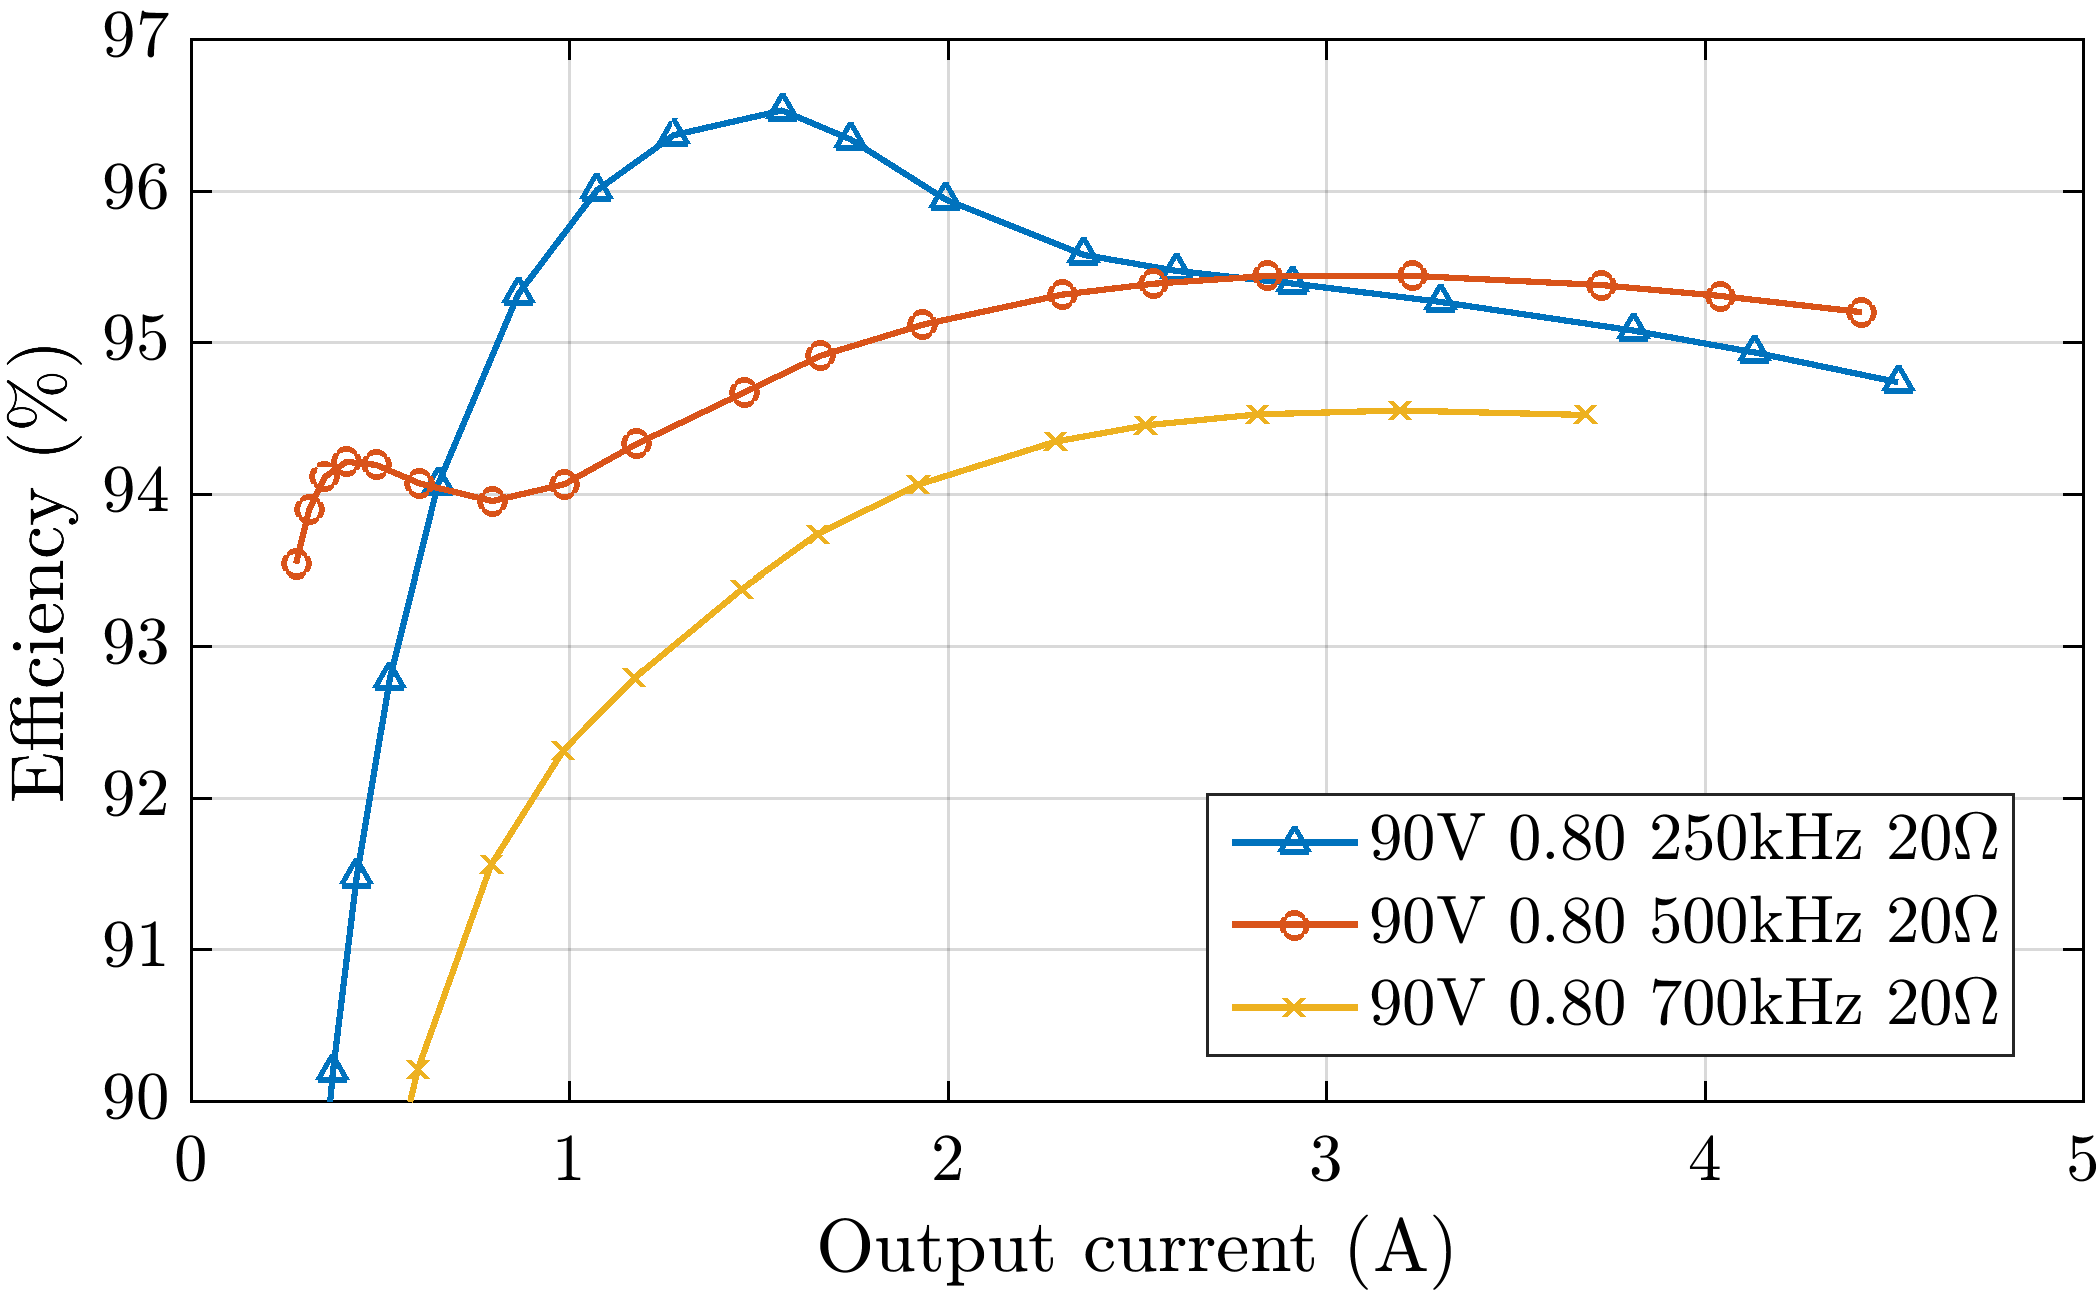 97
96
95
94
93
92
91
90
Efficiency (%)
90V 0.80 250kHz 20Ω
90V 0.80 500kHz 20Ω
90V 0.80 700kHz 20Ω
0 1 2 3 4 5
Output current (A)